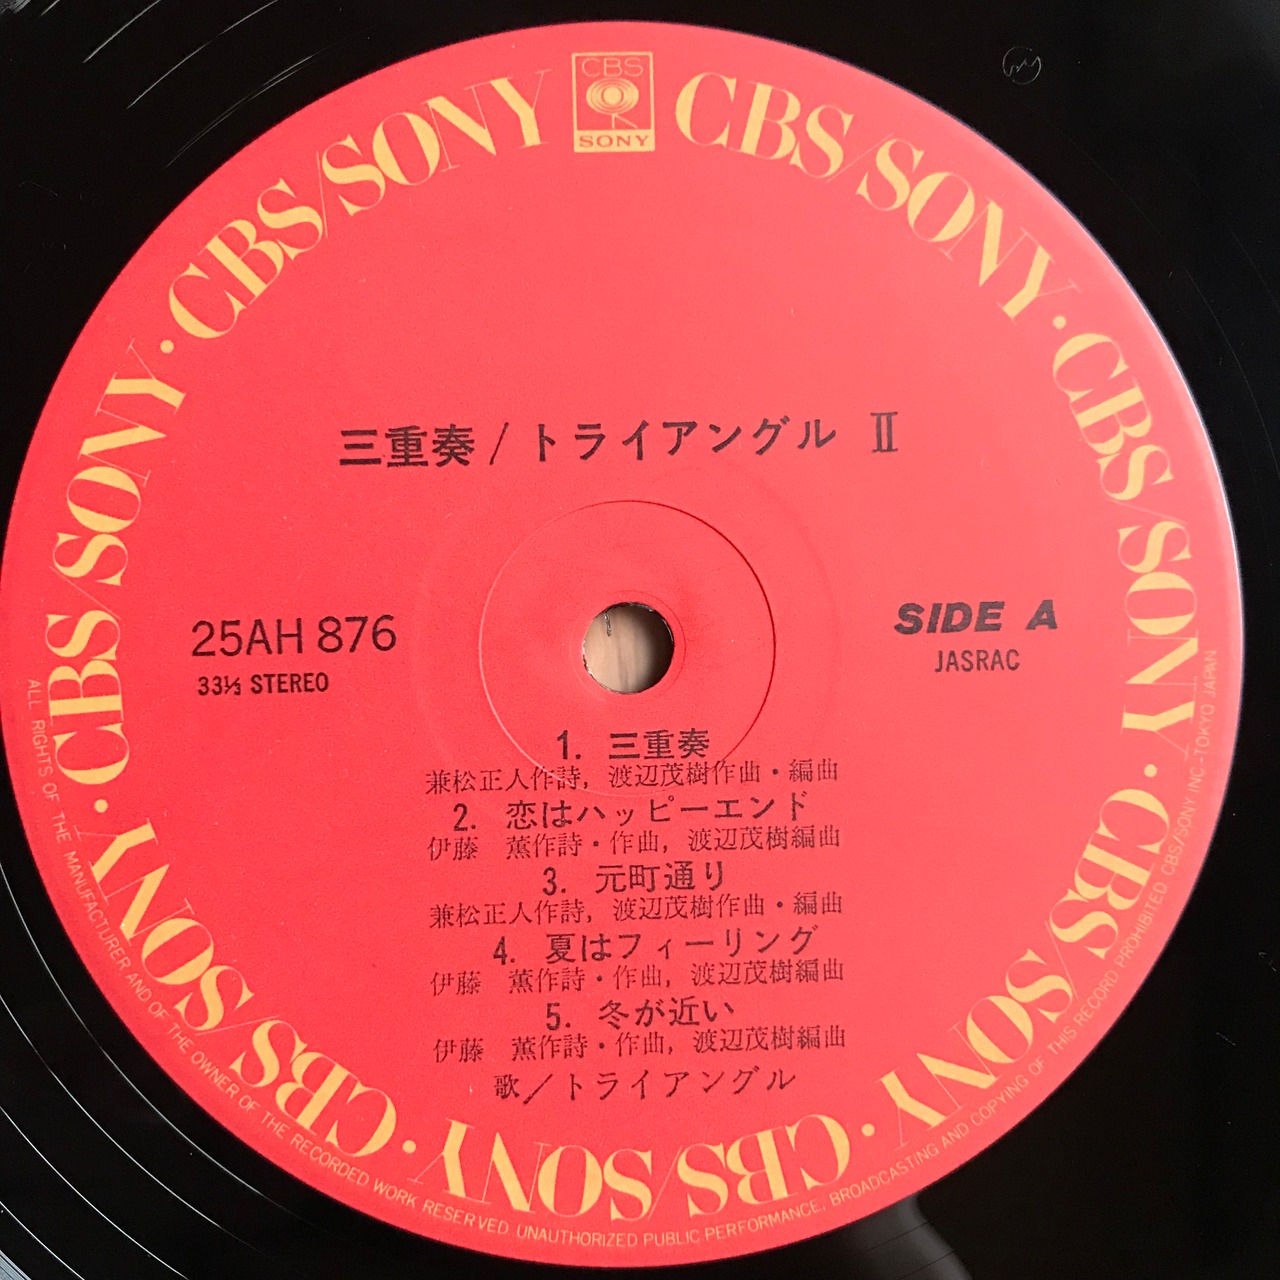 CBS
SONY
CBS/SONY・CBS/SONY・CBS/SONY・CBS/SONY・CBS/SONY・CBS/SONY・CBS/SONY・CBS/SONY
三重奏/トライアングル Ⅱ
25AH 876
33⅓ STEREO
SIDE A
JASRAC
1. 三重奏
兼松正人作詩, 渡辺茂樹作曲・編曲
2. 恋はハッピーエンド
伊藤 薫作詩・作曲, 渡辺茂樹編曲
3. 元町通り
兼松正人作詩, 渡辺茂樹作曲・編曲
4. 夏はフィーリング
伊藤 薫作詩・作曲, 渡辺茂樹編曲
5. 冬が近い
伊藤 薫作詩・作曲, 渡辺茂樹編曲
歌/トライアングル
ALL RIGHTS OF THE MANUFACTURER AND OF THE OWNER OF THE RECORDED WORK RESERVED. UNAUTHORIZED PUBLIC PERFORMANCE, BROADCASTING AND COPYING OF THIS RECORD PROHIBITED. CBS/SONY INC-TOKYO JAPAN